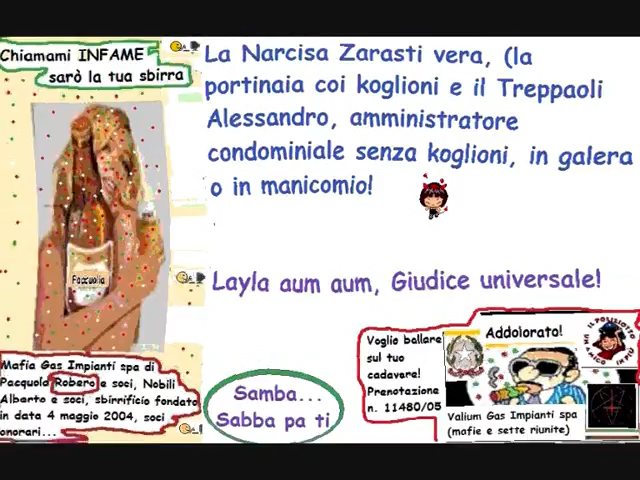 Chiamami INFAME
sarò la tua sbirra
La Narcisa Zarasti vera, (la
portinaia coi koglioni e il Treppaoli
Alessandro, amministratore
condominiale senza koglioni, in galera
o in manicomio!
Pacquola
Layla aum aum, Giudice universale!
Mafia Gas Impianti spa di
Pacquola Robero e soci, Nobili
Alberto e soci, sbirrificio fondato
in data 4 maggio 2004, soci
onorari...
Samba...
Sabba pa ti
Voglio ballare
sul tuo
cadavere!
Prenotazione
n. 11480/05
Addolorato!
IL POLIZIOTTO
UN AMICO IN PIÙ
Valium Gas Impianti spa
(mafie e sette riunite)